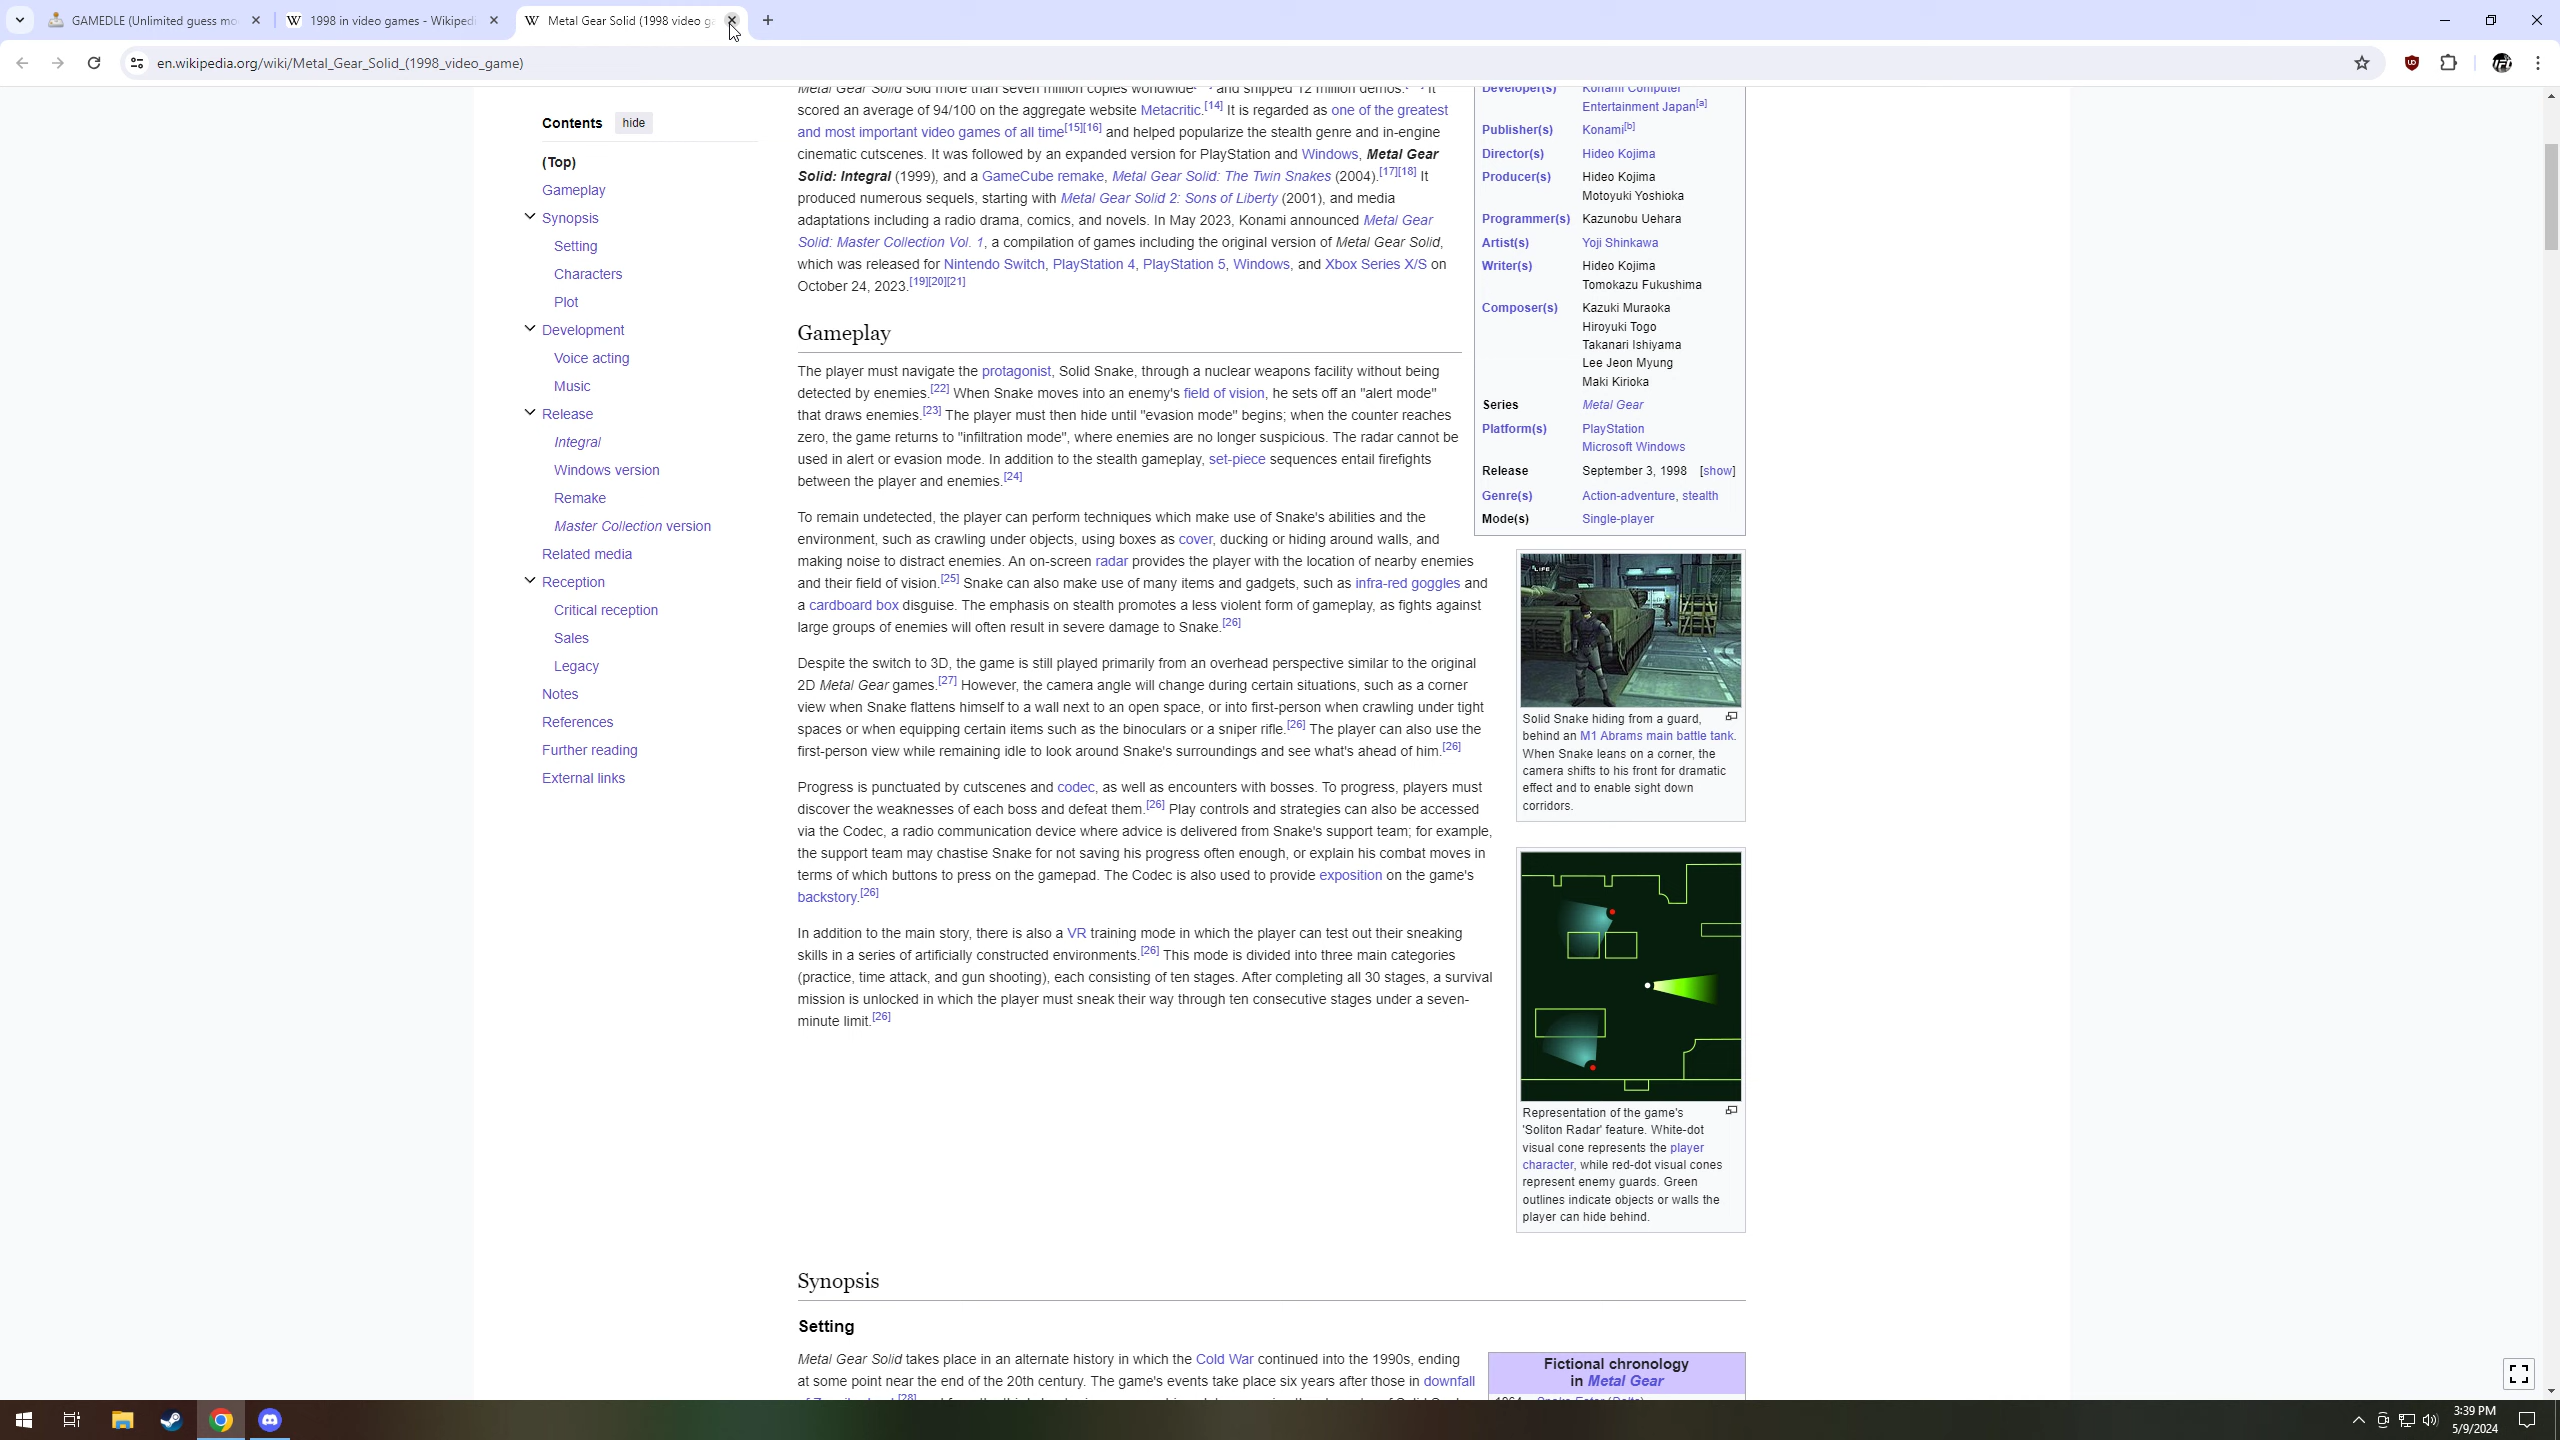 GAMEDLE (Unlimited guess mo
1998 in video games - Wikiped
Metal Gear Solid (1998 video ga
en.wikipedia.org/wiki/Metal_Gear_Solid_(1998_video_game)
Contents hide
(Top)
Gameplay
Synopsis
Setting
Characters
Plot
Development
Voice acting
Music
Release
Integral
Windows version
Remake
Master Collection version
Related media
Reception
Critical reception
Sales
Legacy
Notes
References
Further reading
External links
Metal Gear Solid sold more than seven million copies worldwide and shipped 12 million demos. It
scored an average of 94/100 on the aggregate website Metacritic.[14] It is regarded as one of the greatest
and most important video games of all time[15][16] and helped popularize the stealth genre and in-engine
cinematic cutscenes. It was followed by an expanded version for PlayStation and Windows, Metal Gear
Solid: Integral (1999), and a GameCube remake, Metal Gear Solid: The Twin Snakes (2004).[17][18] It
produced numerous sequels, starting with Metal Gear Solid 2: Sons of Liberty (2001), and media
adaptations including a radio drama, comics, and novels. In May 2023, Konami announced Metal Gear
Solid: Master Collection Vol. 1, a compilation of games including the original version of Metal Gear Solid,
which was released for Nintendo Switch, PlayStation 4, PlayStation 5, Windows, and Xbox Series X/S on
October 24, 2023.[19][20][21]
Gameplay
The player must navigate the protagonist, Solid Snake, through a nuclear weapons facility without being
detected by enemies.[22] When Snake moves into an enemy's field of vision, he sets off an "alert mode"
that draws enemies.[23] The player must then hide until "evasion mode" begins; when the counter reaches
zero, the game returns to "infiltration mode", where enemies are no longer suspicious. The radar cannot be
used in alert or evasion mode. In addition to the stealth gameplay, set-piece sequences entail firefights
between the player and enemies.[24]
To remain undetected, the player can perform techniques which make use of Snake's abilities and the
environment, such as crawling under objects, using boxes as cover, ducking or hiding around walls, and
making noise to distract enemies. An on-screen radar provides the player with the location of nearby enemies
and their field of vision.[25] Snake can also make use of many items and gadgets, such as infra-red goggles and
a cardboard box disguise. The emphasis on stealth promotes a less violent form of gameplay, as fights against
large groups of enemies will often result in severe damage to Snake.[26]
Despite the switch to 3D, the game is still played primarily from an overhead perspective similar to the original
2D Metal Gear games.[27] However, the camera angle will change during certain situations, such as a corner
view when Snake flattens himself to a wall next to an open space, or into first-person when crawling under tight
spaces or when equipping certain items such as the binoculars or a sniper rifle.[26] The player can also use the
first-person view while remaining idle to look around Snake's surroundings and see what's ahead of him.[26]
Progress is punctuated by cutscenes and codec, as well as encounters with bosses. To progress, players must
discover the weaknesses of each boss and defeat them.[26] Play controls and strategies can also be accessed
via the Codec, a radio communication device where advice is delivered from Snake's support team; for example,
the support team may chastise Snake for not saving his progress often enough, or explain his combat moves in
terms of which buttons to press on the gamepad. The Codec is also used to provide exposition on the game's
backstory.[26]
In addition to the main story, there is also a VR training mode in which the player can test out their sneaking
skills in a series of artificially constructed environments.[26] This mode is divided into three main categories
(practice, time attack, and gun shooting), each consisting of ten stages. After completing all 30 stages, a survival
mission is unlocked in which the player must sneak their way through ten consecutive stages under a seven-
minute limit.[26]
Developer(s) Konami Computer
Entertainment Japan[a]
Publisher(s) Konami[b]
Director(s) Hideo Kojima
Producer(s) Hideo Kojima
Motoyuki Yoshioka
Programmer(s) Kazunobu Uehara
Artist(s) Yoji Shinkawa
Writer(s) Hideo Kojima
Tomokazu Fukushima
Composer(s) Kazuki Muraoka
Hiroyuki Togo
Takanari Ishiyama
Lee Jeon Myung
Maki Kirioka
Series Metal Gear
Platform(s) PlayStation
Microsoft Windows
Release September 3, 1998 [show]
Genre(s) Action-adventure, stealth
Mode(s) Single-player
LIFE
Solid Snake hiding from a guard,
behind an M1 Abrams main battle tank.
When Snake leans on a corner, the
camera shifts to his front for dramatic
effect and to enable sight down
corridors.
Representation of the game's
'Soliton Radar' feature. White-dot
visual cone represents the player
character, while red-dot visual cones
represent enemy guards. Green
outlines indicate objects or walls the
player can hide behind.
Synopsis
Setting
Metal Gear Solid takes place in an alternate history in which the Cold War continued into the 1990s, ending
at some point near the end of the 20th century. The game's events take place six years after those in downfall
[28]
Fictional chronology
in Metal Gear
3:39 PM
5/9/2024